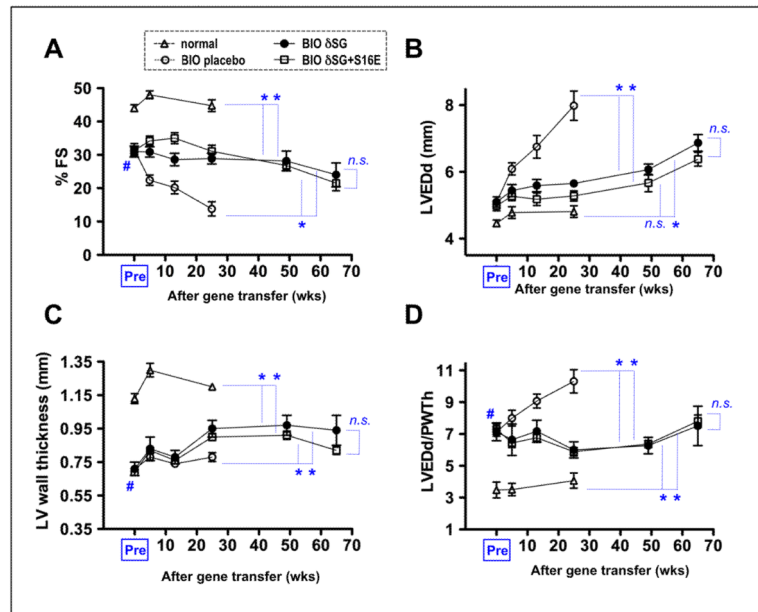 A
normal
BIO δSG
BIO placebo
BIO δSG+S16E
B
50
40
30
20
10
0
% FS
#
* *
n.s.
*
Pre
10 20 30 40 50 60 70
After gene transfer (wks)
8
6
4
LVEDd (mm)
* *
n.s.
n.s. *
Pre
10 20 30 40 50 60 70
After gene transfer (wks)
C
D
1.35
1.15
0.95
0.75
0.55
0.35
LV wall thickness (mm)
#
* *
n.s.
* *
Pre
10 20 30 40 50 60 70
After gene transfer (wks)
11
9
7
5
3
1
LVEDd/PWTh
#
* *
n.s.
* *
Pre
10 20 30 40 50 60 70
After gene transfer (wks)